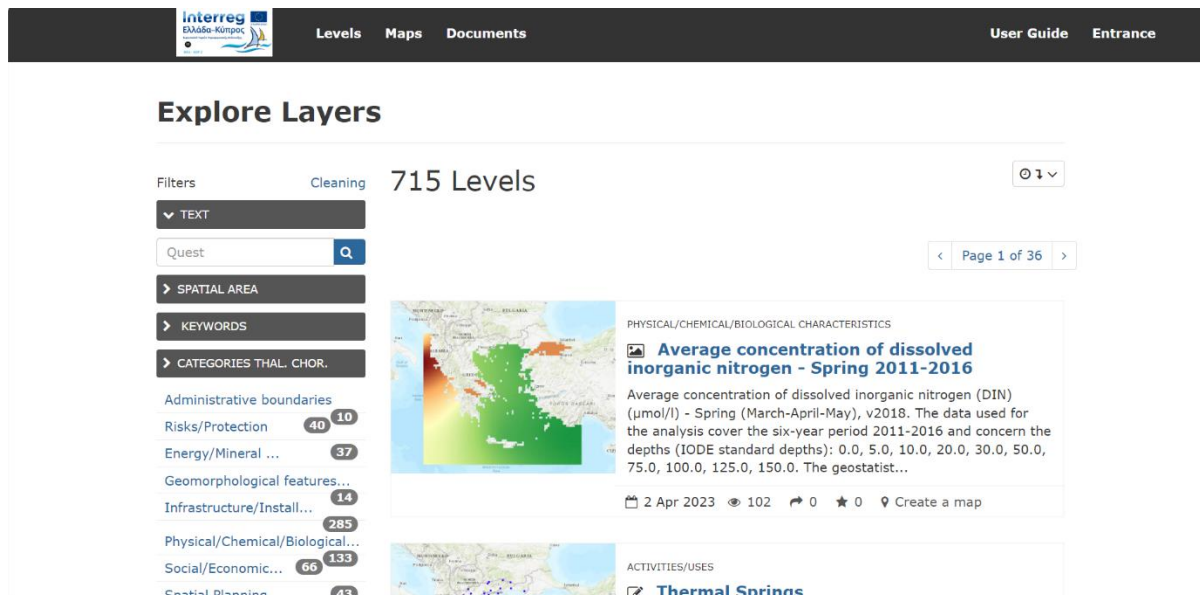 Interreg
Ελλάδα-Κύπρος
Levels Maps Documents
User Guide Entrance
Explore Layers
Filters Cleaning
715 Levels
TEXT
Quest
Page 1 of 36
SPATIAL AREA
KEYWORDS
CATEGORIES THAL. CHOR.
Administrative boundaries
10
Risks/Protection 40
Energy/Mineral ... 37
Geomorphological features...
14
Infrastructure/Install...
285
Physical/Chemical/Biological...
133
Social/Economic... 66
Spatial Planning 43
PHYSICAL/CHEMICAL/BIOLOGICAL CHARACTERISTICS
Average concentration of dissolved
inorganic nitrogen - Spring 2011-2016
Average concentration of dissolved inorganic nitrogen (DIN)
(μmol/l) - Spring (March-April-May), v2018. The data used for
the analysis cover the six-year period 2011-2016 and concern the
depths (IODE standard depths): 0.0, 5.0, 10.0, 20.0, 30.0, 50.0,
75.0, 100.0, 125.0, 150.0. The geostatist...
2 Apr 2023 102 0 0 Create a map
ACTIVITIES/USES
Thermal Springs